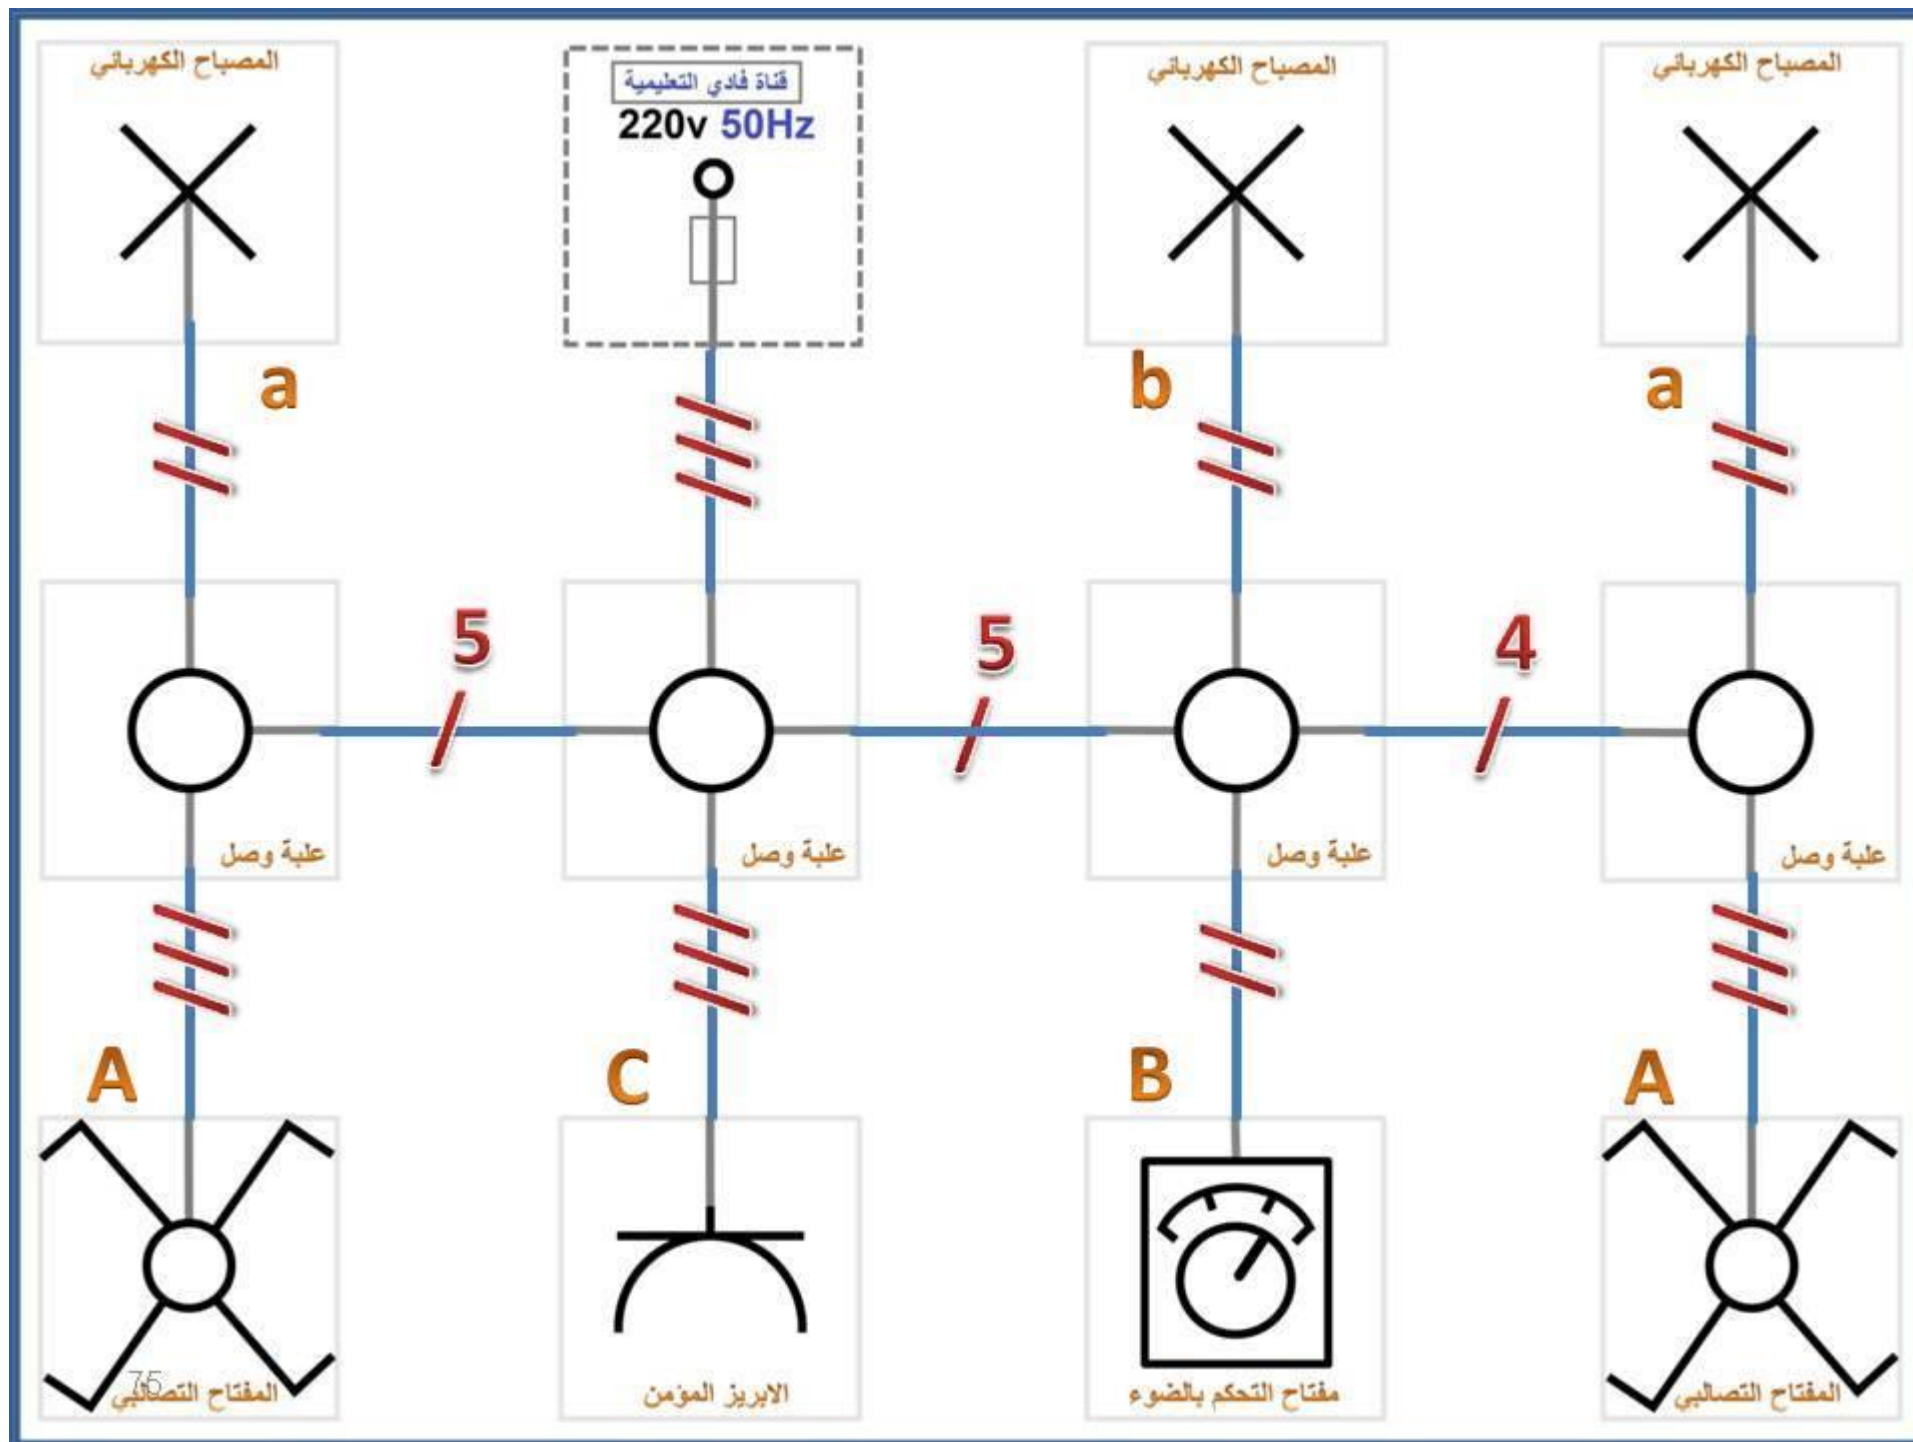 المصباح الكهربائي
قناة فادي التعليمية
220v 50Hz
المصباح الكهربائي
المصباح الكهربائي
a
b
a
5
5
4
علبة وصل
علبة وصل
علبة وصل
علبة وصل
A
C
B
A
75
المفتاح التصالبي
الابريز المؤمن
مفتاح التحكم بالضوء
المفتاح التصالبي